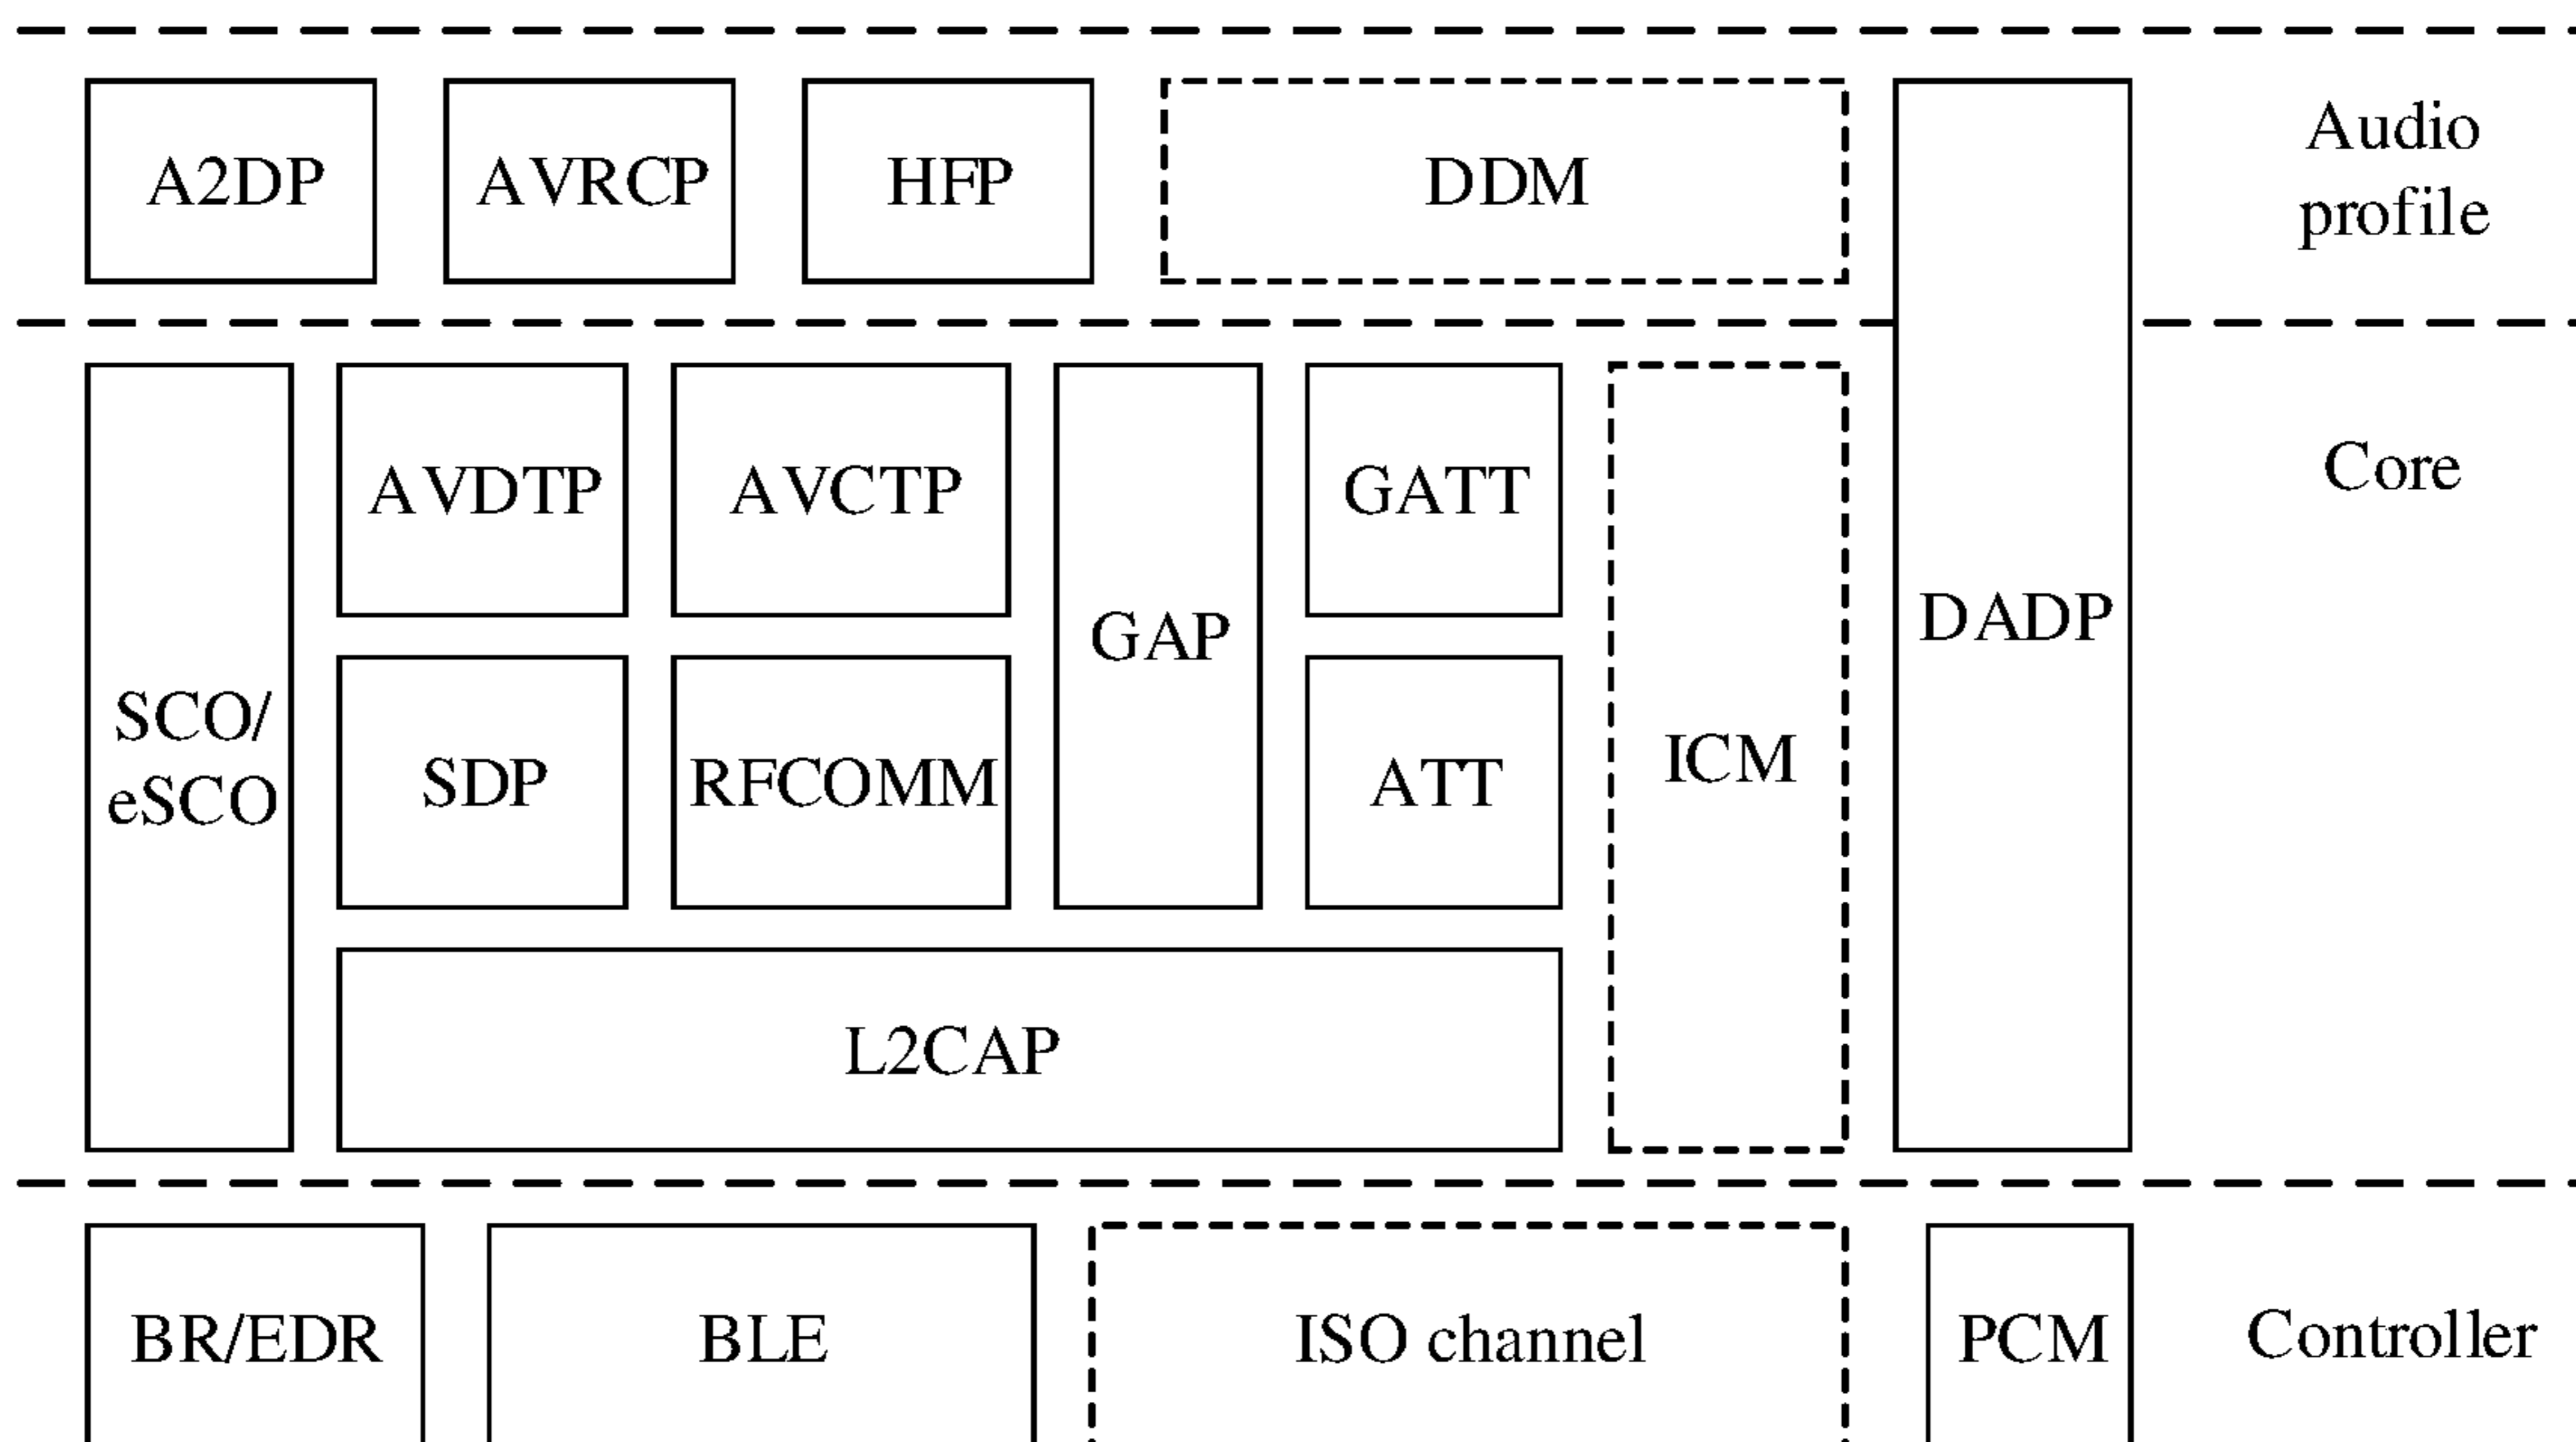 A2DP
AVRCP
HFP
DDM
Audio
profile
SCO/
eSCO
AVDTP
AVCTP
GAP
GATT
ICM
DADP
Core
SDP
RFCOMM
ATT
L2CAP
BR/EDR
BLE
ISO channel
PCM
Controller